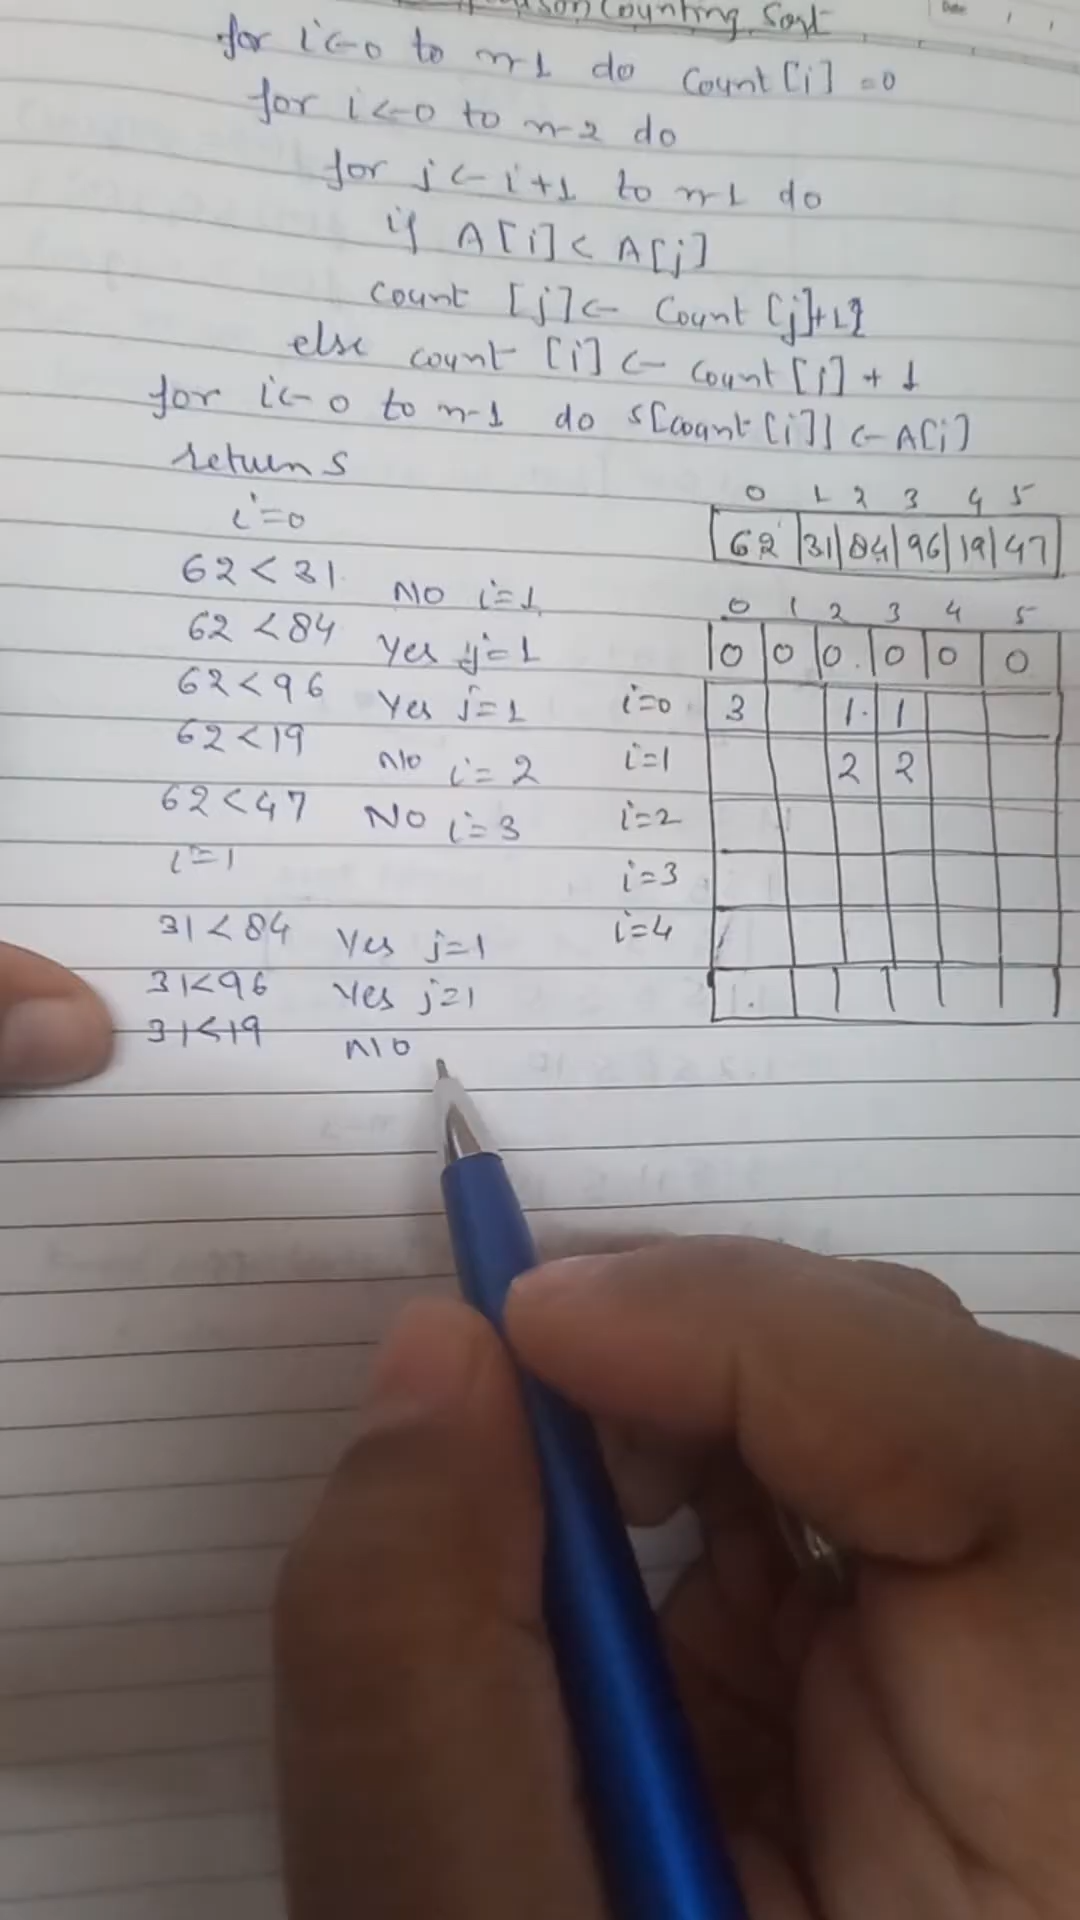 Counting Sort
Date / /
for i<-0 to n-1 do Count[i] =0
for i<-0 to n-2 do
for j<-i+1 to n-1 do
if A[i]< A[j]
count [j]<- Count [j]+1
else count [i] <- Count [i] + 1
for i<-0 to n-1 do S[count[i]] <- A[i]
return S
i=0
62<31 No i=1
62<84 Yes j=1
62<96 Yes j=1
62<19 No i=2
62<47 No i=3
i=1
31<84 Yes j=1
31<96 Yes j=1
31<19 No
0 1 2 3 4 5
62 31 84 96 19 47
0 1 2 3 4 5
0 0 0 0 0 0
i=0 3 1 1
i=1 2 2
i=2
i=3
i=4